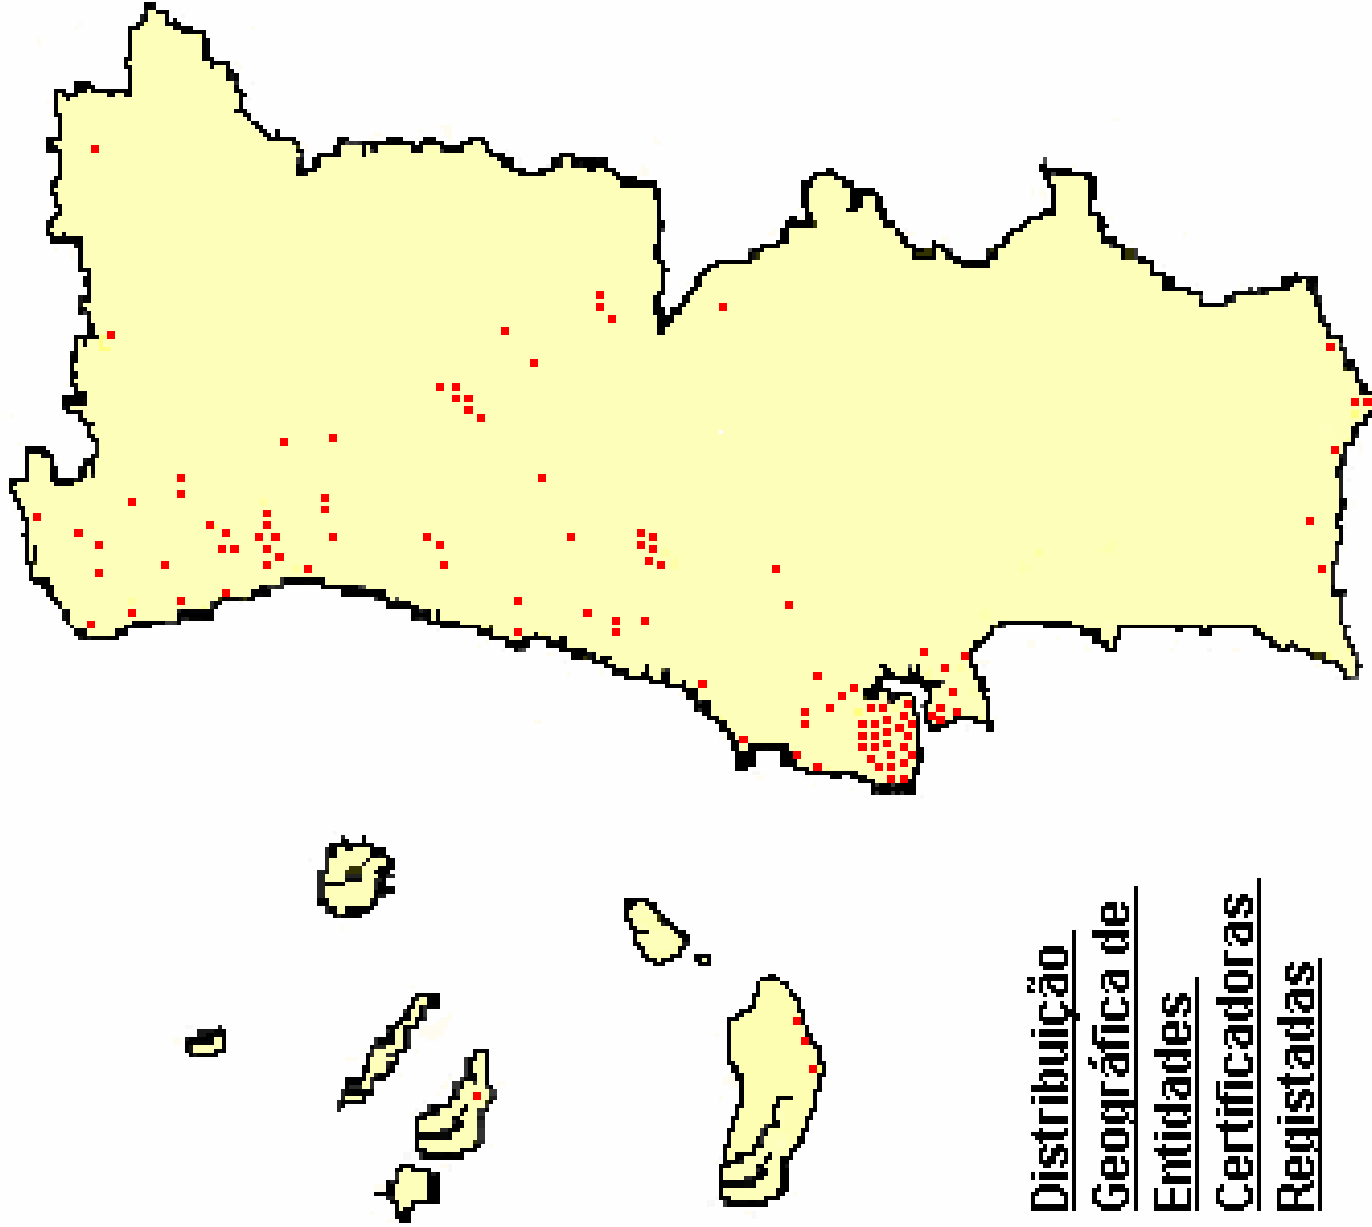 Distribuição
Geográfica de
Entidades
Certificadoras
Registadas